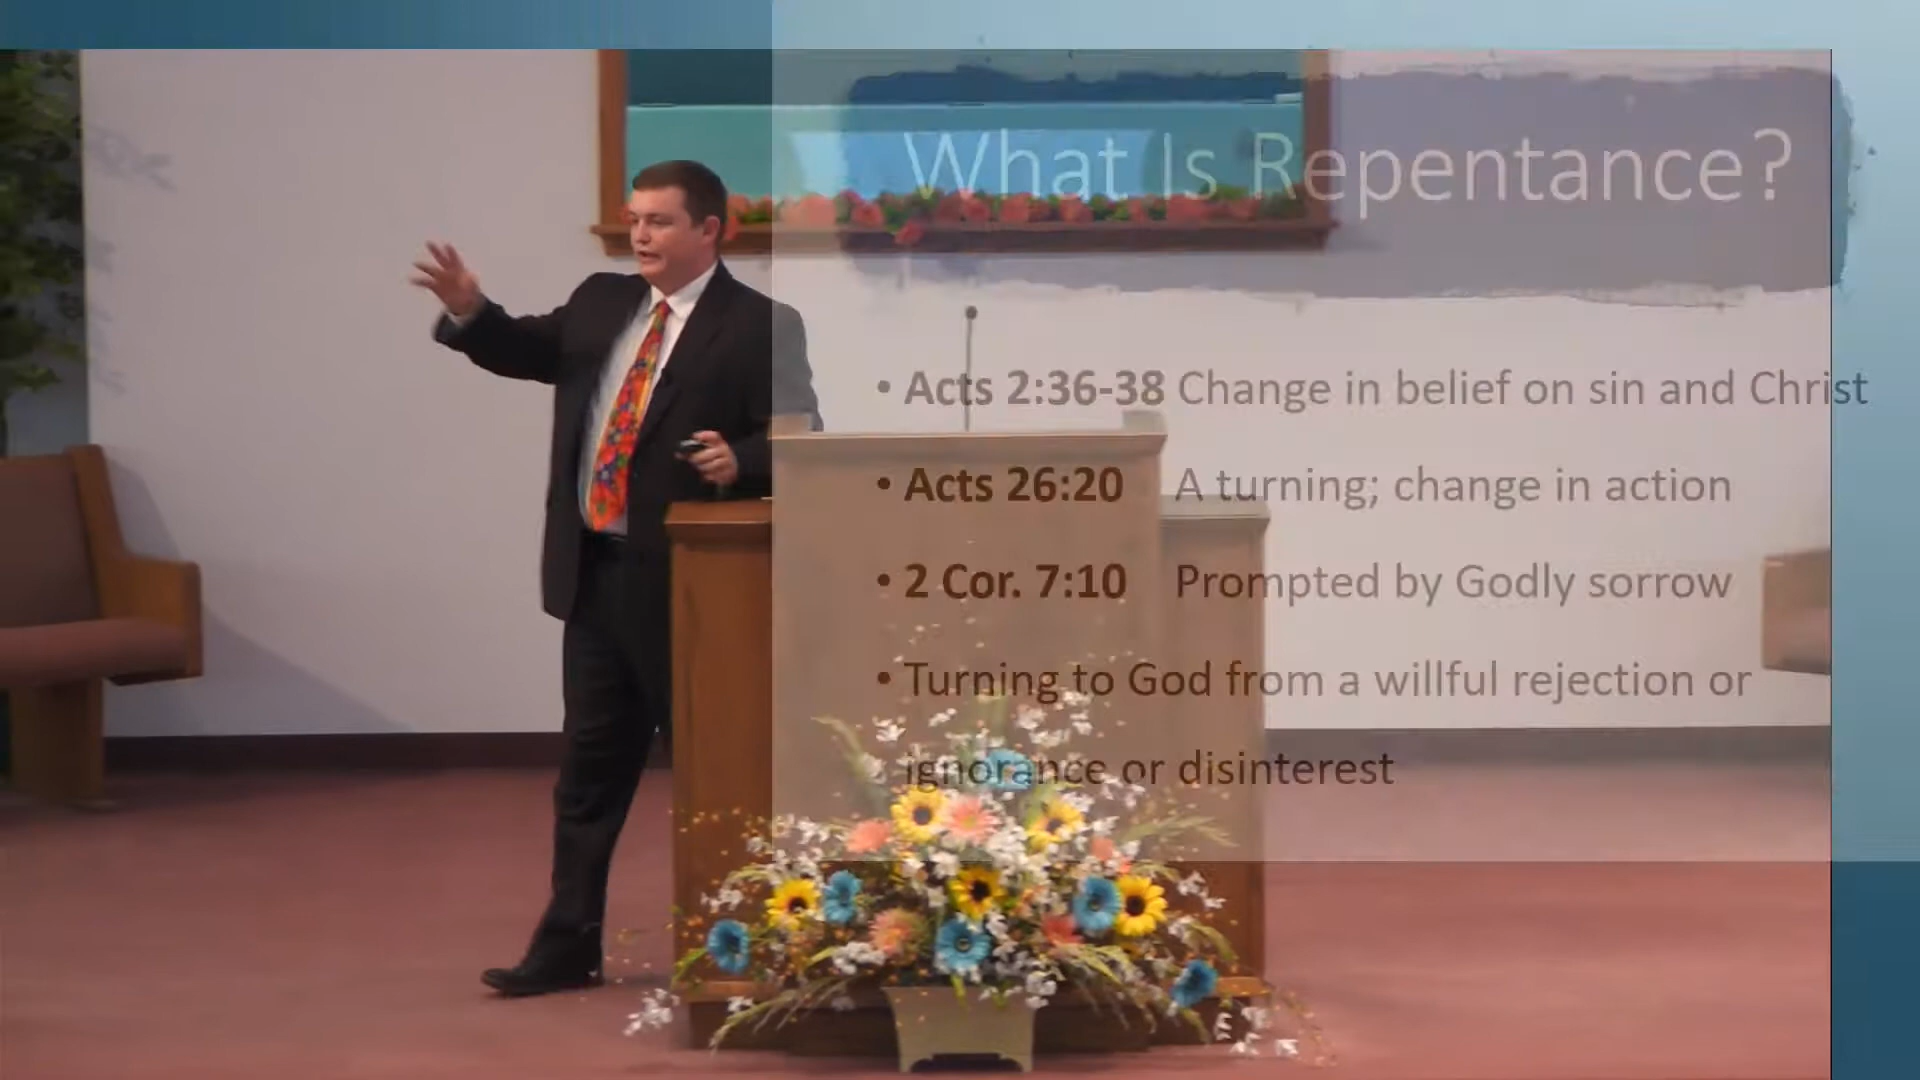 What Is Repentance?
• Acts 2:36-38 Change in belief on sin and Christ
• Acts 26:20 A turning; change in action
• 2 Cor. 7:10 Prompted by Godly sorrow
• Turning to God from a willful rejection or
ignorance or disinterest